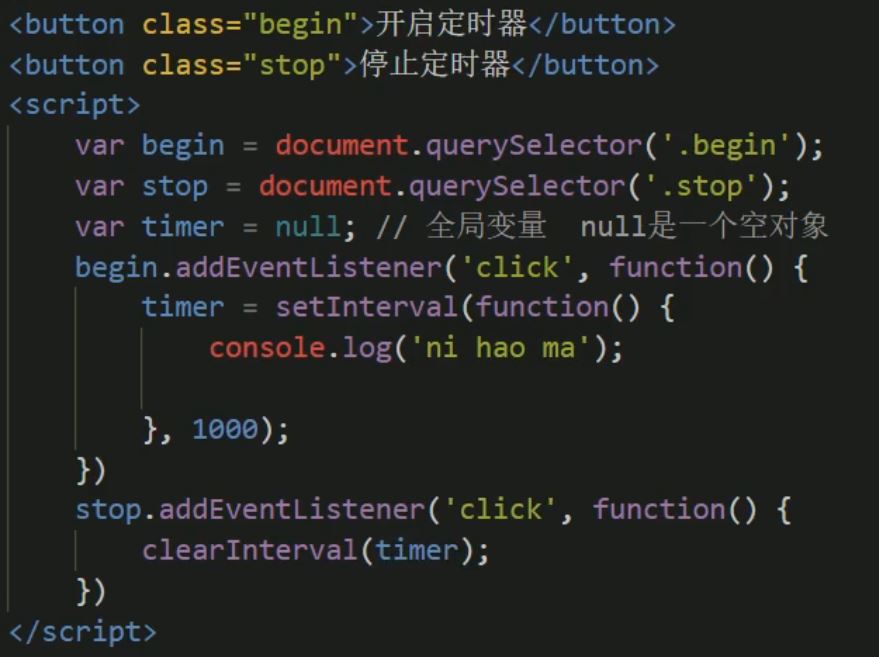 <button class="begin">开启定时器</button>
<button class="stop">停止定时器</button>
<script>
    var begin = document.querySelector('.begin');
    var stop = document.querySelector('.stop');
    var timer = null; // 全局变量  null是一个空对象
    begin.addEventListener('click', function() {
        timer = setInterval(function() {
            console.log('ni hao ma');
        }, 1000);
    })
    stop.addEventListener('click', function() {
        clearInterval(timer);
    })
</script>